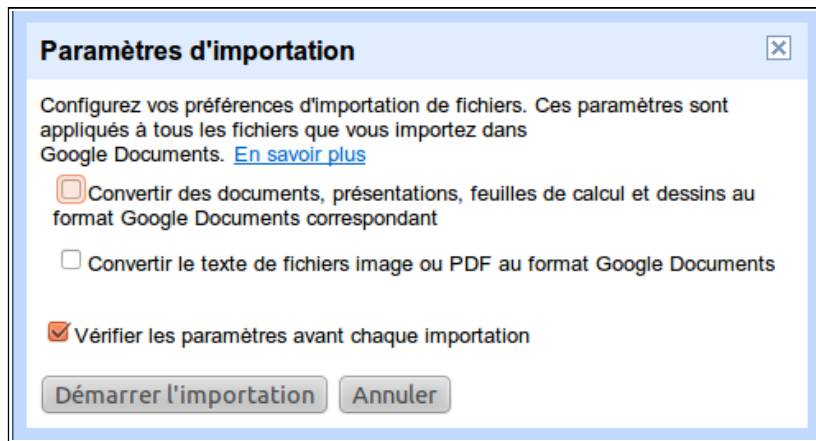 Paramètres d'importation
Configurez vos préférences d'importation de fichiers. Ces paramètres sont
appliqués à tous les fichiers que vous importez dans
Google Documents. En savoir plus
Convertir des documents, présentations, feuilles de calcul et dessins au
format Google Documents correspondant
Convertir le texte de fichiers image ou PDF au format Google Documents
Vérifier les paramètres avant chaque importation
Démarrer l'importation Annuler